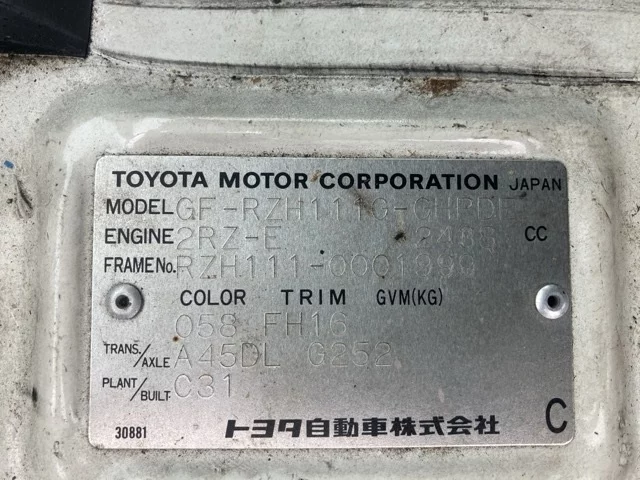 TOYOTA MOTOR CORPORATION JAPAN
MODEL GF-RZH111G-GHPDE
ENGINE 2RZ-E 2438 CC
FRAME No. RZH111-0001999
COLOR TRIM GVM(KG)
058 FH16
TRANS./AXLE A45DL G252
PLANT/BUILT C31
30881 トヨタ自動車株式会社 C